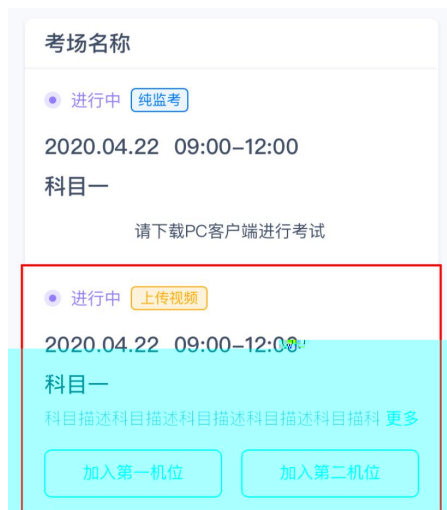 考场名称
进行中 纯监考
2020.04.22 09:00-12:00
科目一
请下载PC客户端进行考试
进行中 上传视频
2020.04.22 09:00-12:00
科目一
科目描述科目描述科目描述科目描述科目描科 更多
加入第一机位 加入第二机位